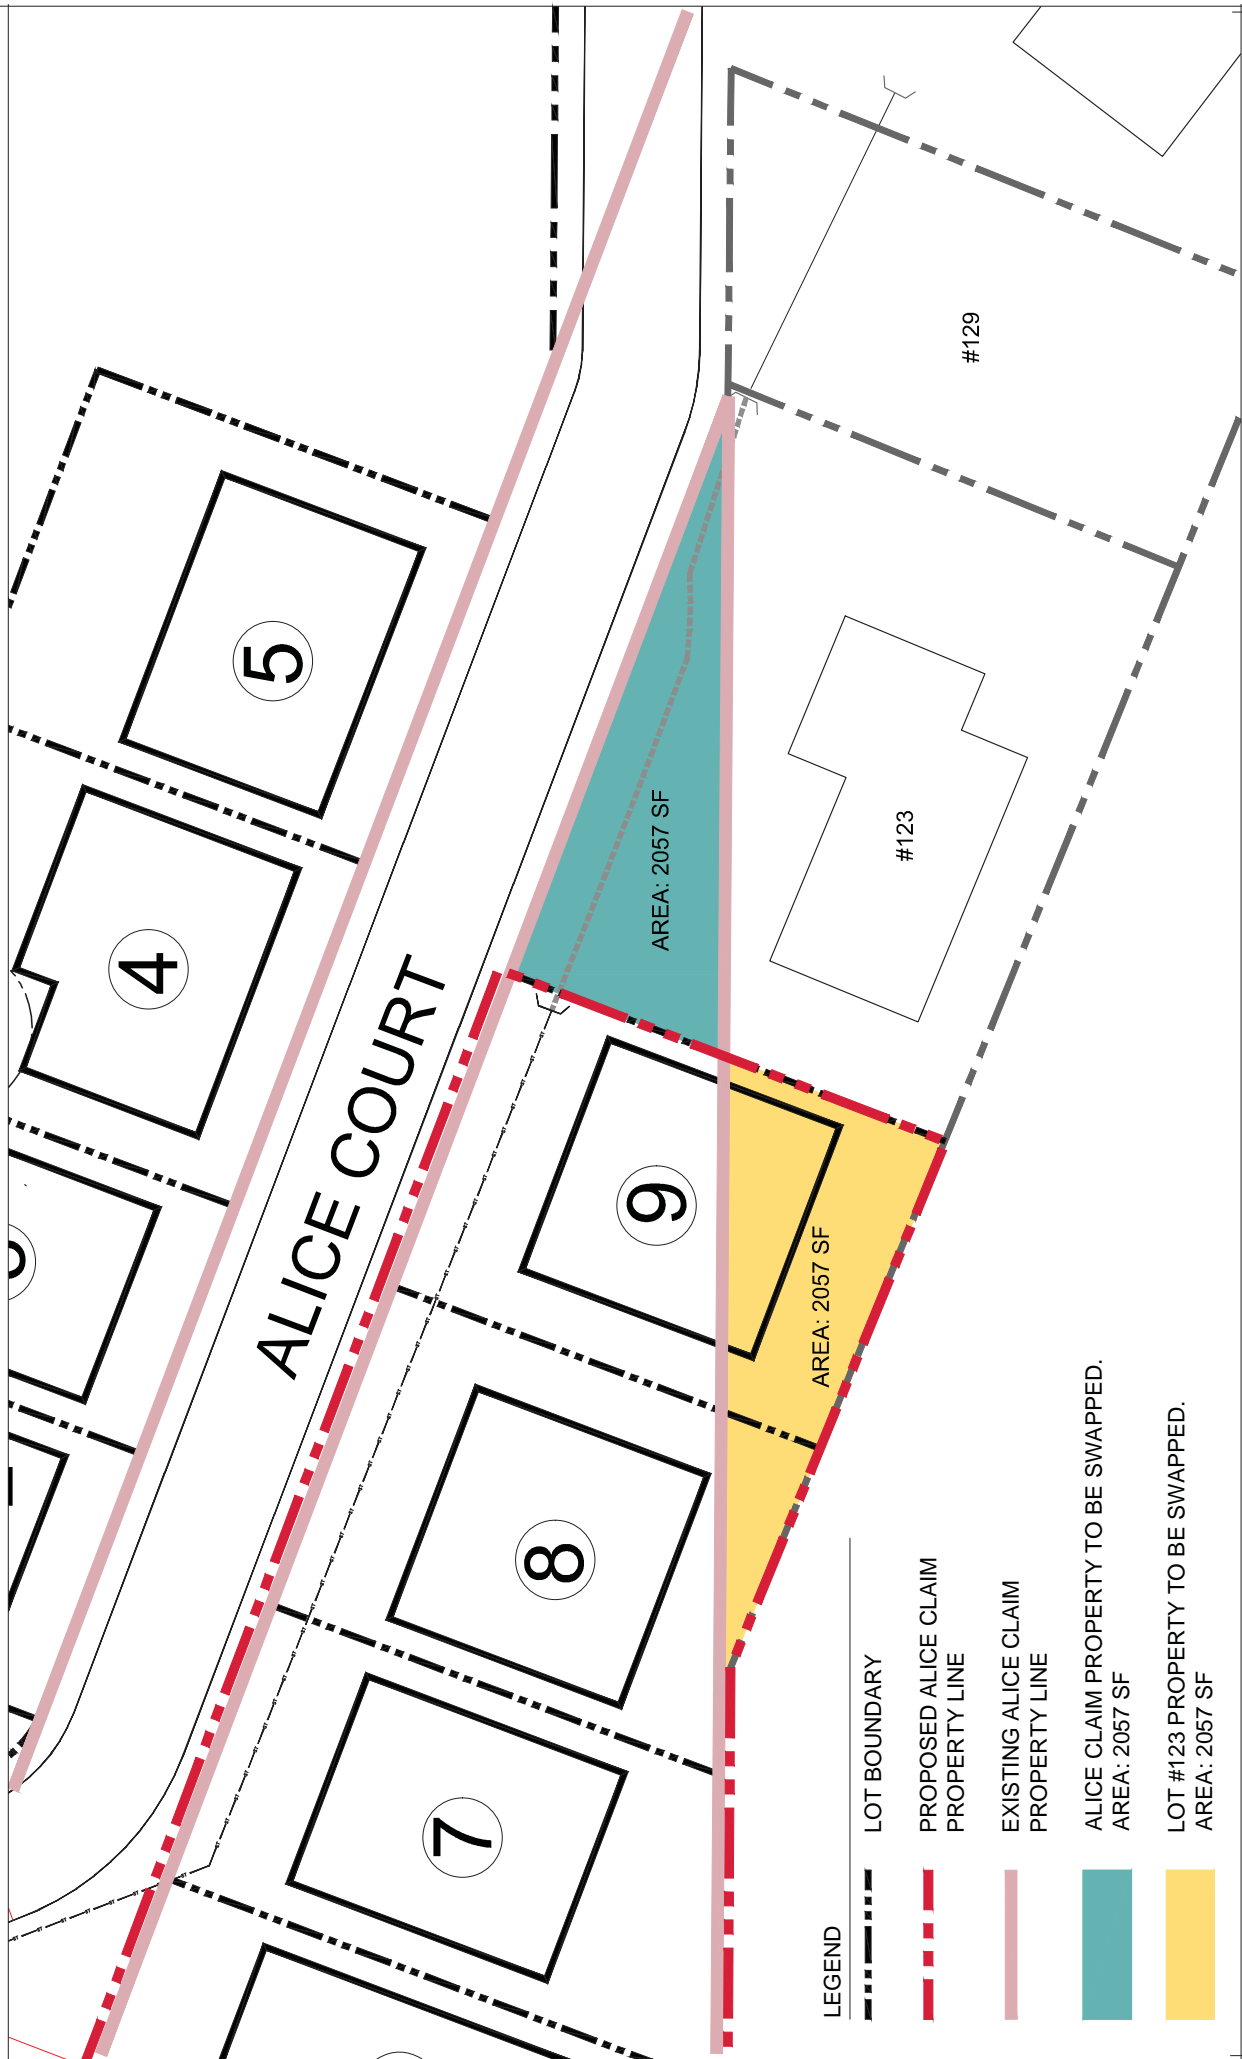 ALICE COURT
5
4
9
8
7
#129
#123
AREA: 2057 SF
AREA: 2057 SF
LEGEND
LOT BOUNDARY
PROPOSED ALICE CLAIM
PROPERTY LINE
EXISTING ALICE CLAIM
PROPERTY LINE
ALICE CLAIM PROPERTY TO BE SWAPPED.
AREA: 2057 SF
LOT #123 PROPERTY TO BE SWAPPED.
AREA: 2057 SF